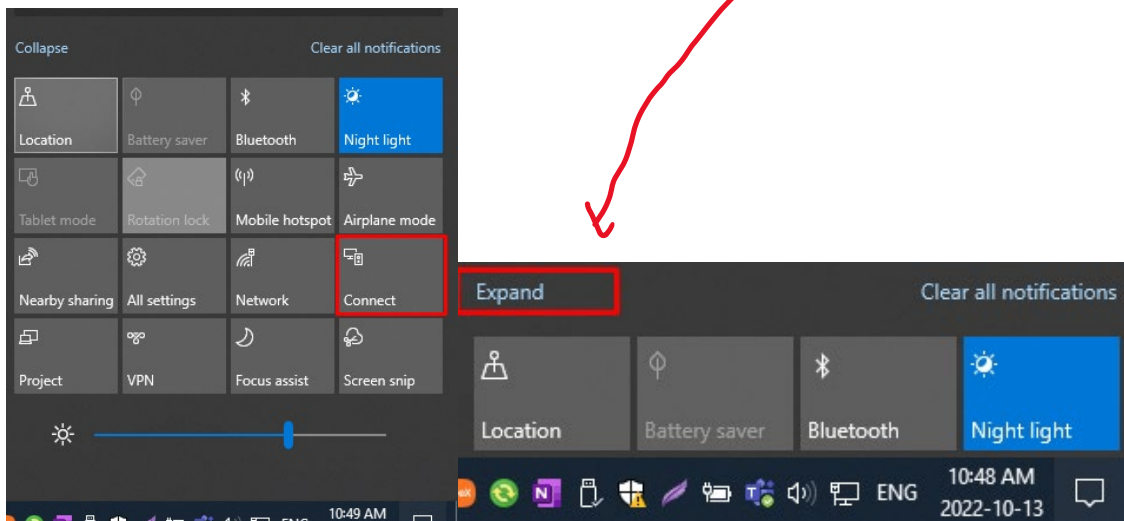 Collapse Clear all notifications
Location Battery saver Bluetooth Night light
Tablet mode Rotation lock Mobile hotspot Airplane mode
Nearby sharing All settings Network Connect
Project VPN Focus assist Screen snip
10:49 AM
Expand Clear all notifications
Location Battery saver Bluetooth Night light
N ENG 10:48 AM
2022-10-13